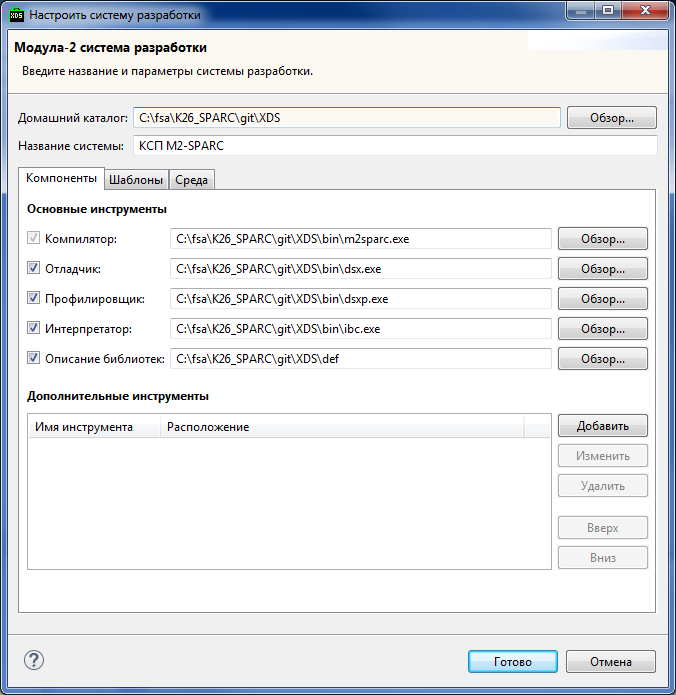 XDS Настроить систему разработки
Модула-2 система разработки
Введите название и параметры системы разработки.
Домашний каталог: C:\fsa\K26_SPARC\git\XDS Обзор...
Название системы: КСП M2-SPARC
Компоненты Шаблоны Среда
Основные инструменты
Компилятор: C:\fsa\K26_SPARC\git\XDS\bin\m2sparc.exe Обзор...
Отладчик: C:\fsa\K26_SPARC\git\XDS\bin\dsx.exe Обзор...
Профилировщик: C:\fsa\K26_SPARC\git\XDS\bin\dsxp.exe Обзор...
Интерпретатор: C:\fsa\K26_SPARC\git\XDS\bin\ibc.exe Обзор...
Описание библиотек: C:\fsa\K26_SPARC\git\XDS\def Обзор...
Дополнительные инструменты
Имя инструмента Расположение
Добавить
Изменить
Удалить
Вверх
Вниз
? Готово Отмена